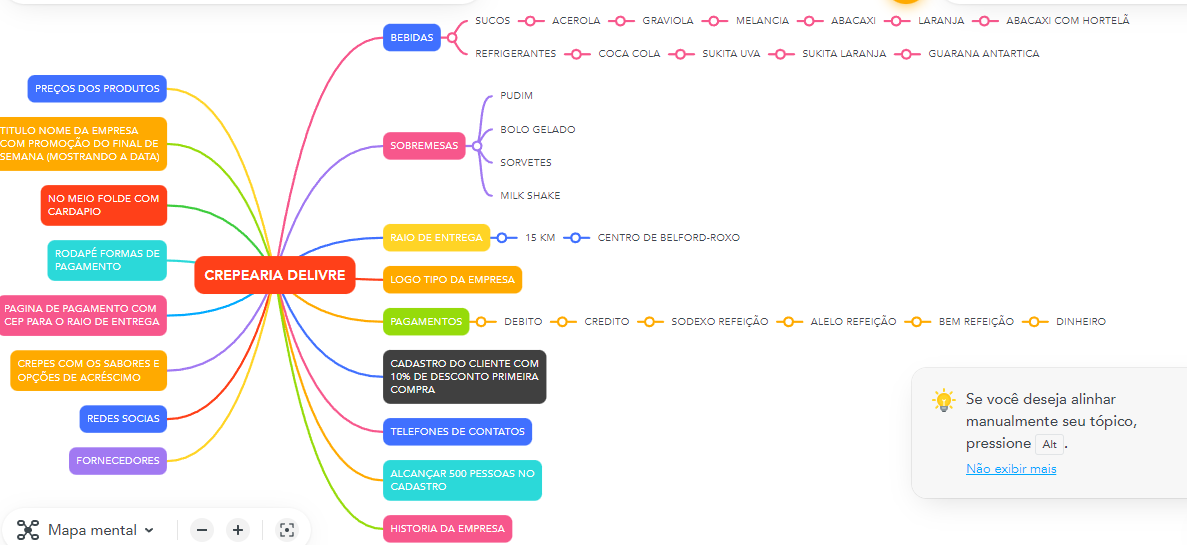 SUCOS ACEROLA GRAVIOLA MELANCIA ABACAXI LARANJA ABACAXI COM HORTELÃ
BEBIDAS
REFRIGERANTES COCA COLA SUKITA UVA SUKITA LARANJA GUARANA ANTARTICA
PUDIM
BOLO GELADO
SOBREMESAS
SORVETES
MILK SHAKE
RAIO DE ENTREGA 15 KM CENTRO DE BELFORD-ROXO
LOGO TIPO DA EMPRESA
PAGAMENTOS DEBITO CREDITO SODEXO REFEIÇÃO ALELO REFEIÇÃO BEM REFEIÇÃO DINHEIRO
CADASTRO DO CLIENTE COM
10% DE DESCONTO PRIMEIRA
COMPRA
TELEFONES DE CONTATOS
ALCANÇAR 500 PESSOAS NO
CADASTRO
HISTORIA DA EMPRESA
CREPEARIA DELIVRE
PREÇOS DOS PRODUTOS
TITULO NOME DA EMPRESA
COM PROMOÇÃO DO FINAL DE
SEMANA (MOSTRANDO A DATA)
NO MEIO FOLDE COM
CARDAPIO
RODAPÉ FORMAS DE
PAGAMENTO
PAGINA DE PAGAMENTO COM
CEP PARA O RAIO DE ENTREGA
CREPES COM OS SABORES E
OPÇÕES DE ACRÉSCIMO
REDES SOCIAS
FORNECEDORES
Se você deseja alinhar
manualmente seu tópico,
pressione Alt.
Não exibir mais
Mapa mental